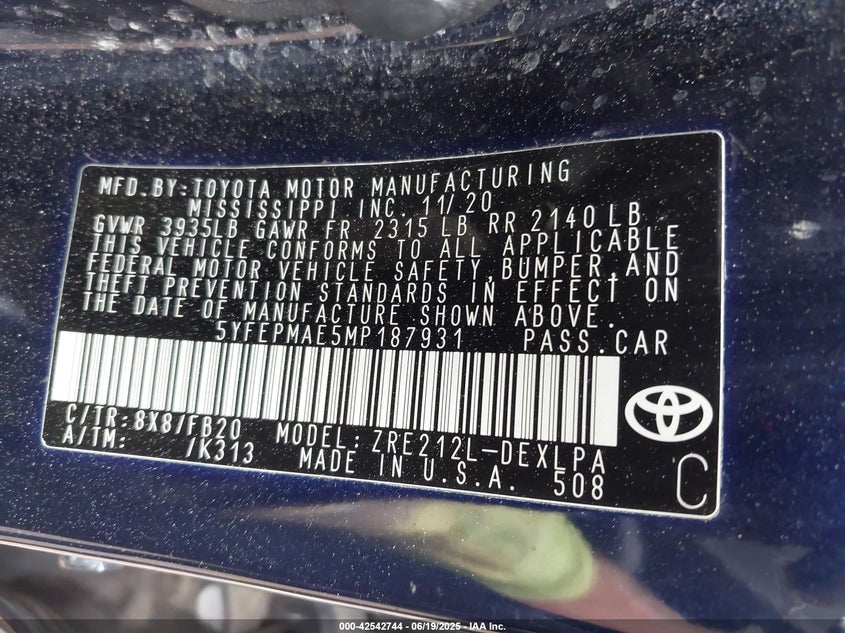 MFD.BY:TOYOTA MOTOR MANUFACTURING
MISSISSIPPI INC. 11/20
GVWR 3935LB GAWR FR 2315 LB RR 2140 LB
THIS VEHICLE CONFORMS TO ALL APPLICABLE
FEDERAL MOTOR VEHICLE SAFETY,BUMPER,AND
THEFT PREVENTION STANDARDS IN EFFECT ON
THE DATE OF MANUFACTURE SHOWN ABOVE.
5YFEPMAE5MP187931 PASS.CAR
C/TR:8X8/FB20 MODEL:ZRE212L-DEXLPA
A/TM: /K313 MADE IN U.S.A. 508
C
000-42542744 - 06/19/2025 - IAA Inc.